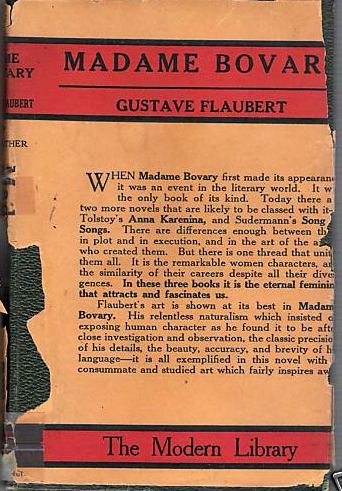 ME
VARY
AUBERT
ATHER
MADAME BOVAR
GUSTAVE FLAUBERT
WHEN Madame Bovary first made its appearan
it was an event in the literary world. It w
the only book of its kind. Today there a
two more novels that are likely to be classed with it—
Tolstoy's Anna Karenina, and Sudermann's Song
Songs. There are differences enough between th
in plot and in execution, and in the art of the a
who created them. But there is one thread that unit
them all. It is the remarkable women characters, a
the similarity of their careers despite all their dive
gences. In these three books it is the eternal feminin
that attracts and fascinates us.
Flaubert's art is shown at its best in Madam
Bovary. His relentless naturalism which insisted o
exposing human character as he found it to be afte
close investigation and observation, the classic precisio
of his details, the beauty, accuracy, and brevity of h
language—it is all exemplified in this novel with
consummate and studied art which fairly inspires aw
The Modern Library